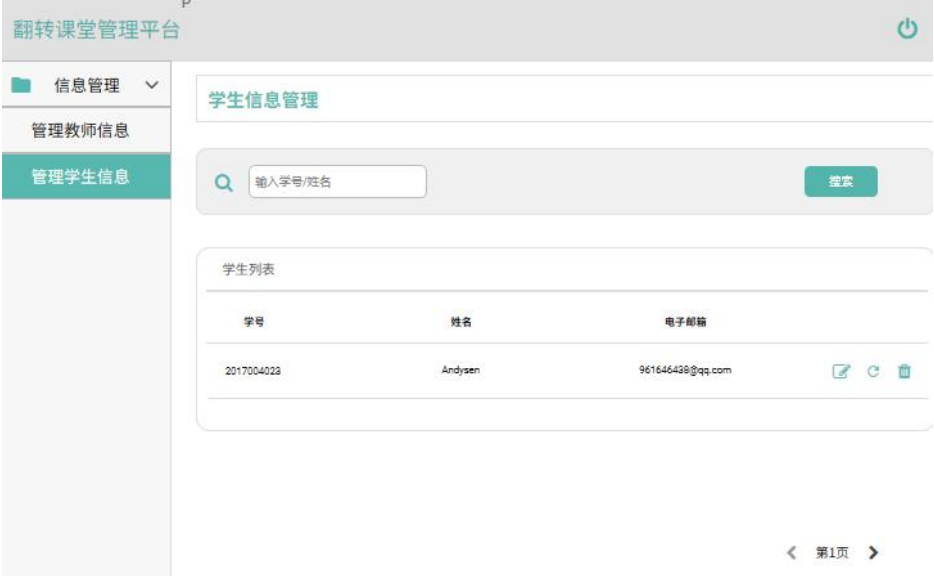 p
翻转课堂管理平台
信息管理
学生信息管理
管理教师信息
管理学生信息
输入学号/姓名
搜索
学生列表
学号 姓名 电子邮箱
2017004023 Andysen 961646438@qq.com
第1页